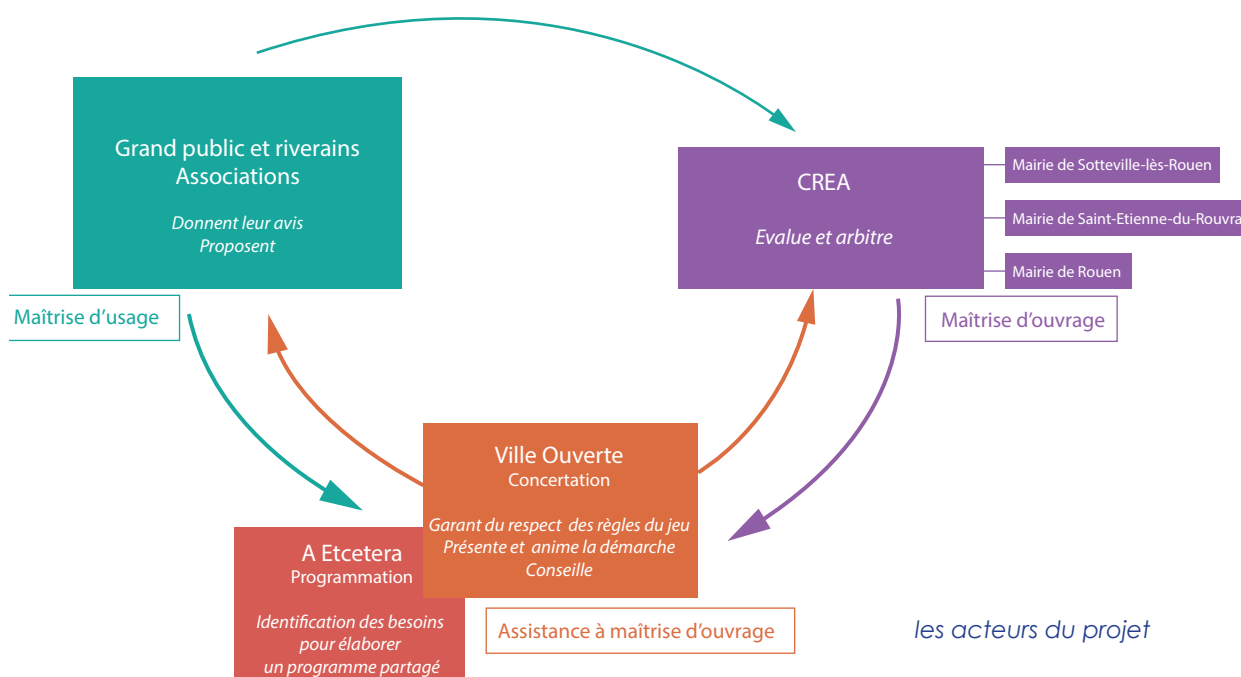 Grand public et riverains
Associations
Donnent leur avis
Proposent
Maîtrise d'usage
CREA
Evalue et arbitre
Mairie de Sotteville-lès-Rouen
Mairie de Saint-Etienne-du-Rouvra
Mairie de Rouen
Maîtrise d'ouvrage
Ville Ouverte
Concertation
Garant du respect des règles du jeu
Présente et anime la démarche
Conseille
A Etcetera
Programmation
Identification des besoins
pour élaborer
un programme partagé
Assistance à maîtrise d'ouvrage
les acteurs du projet